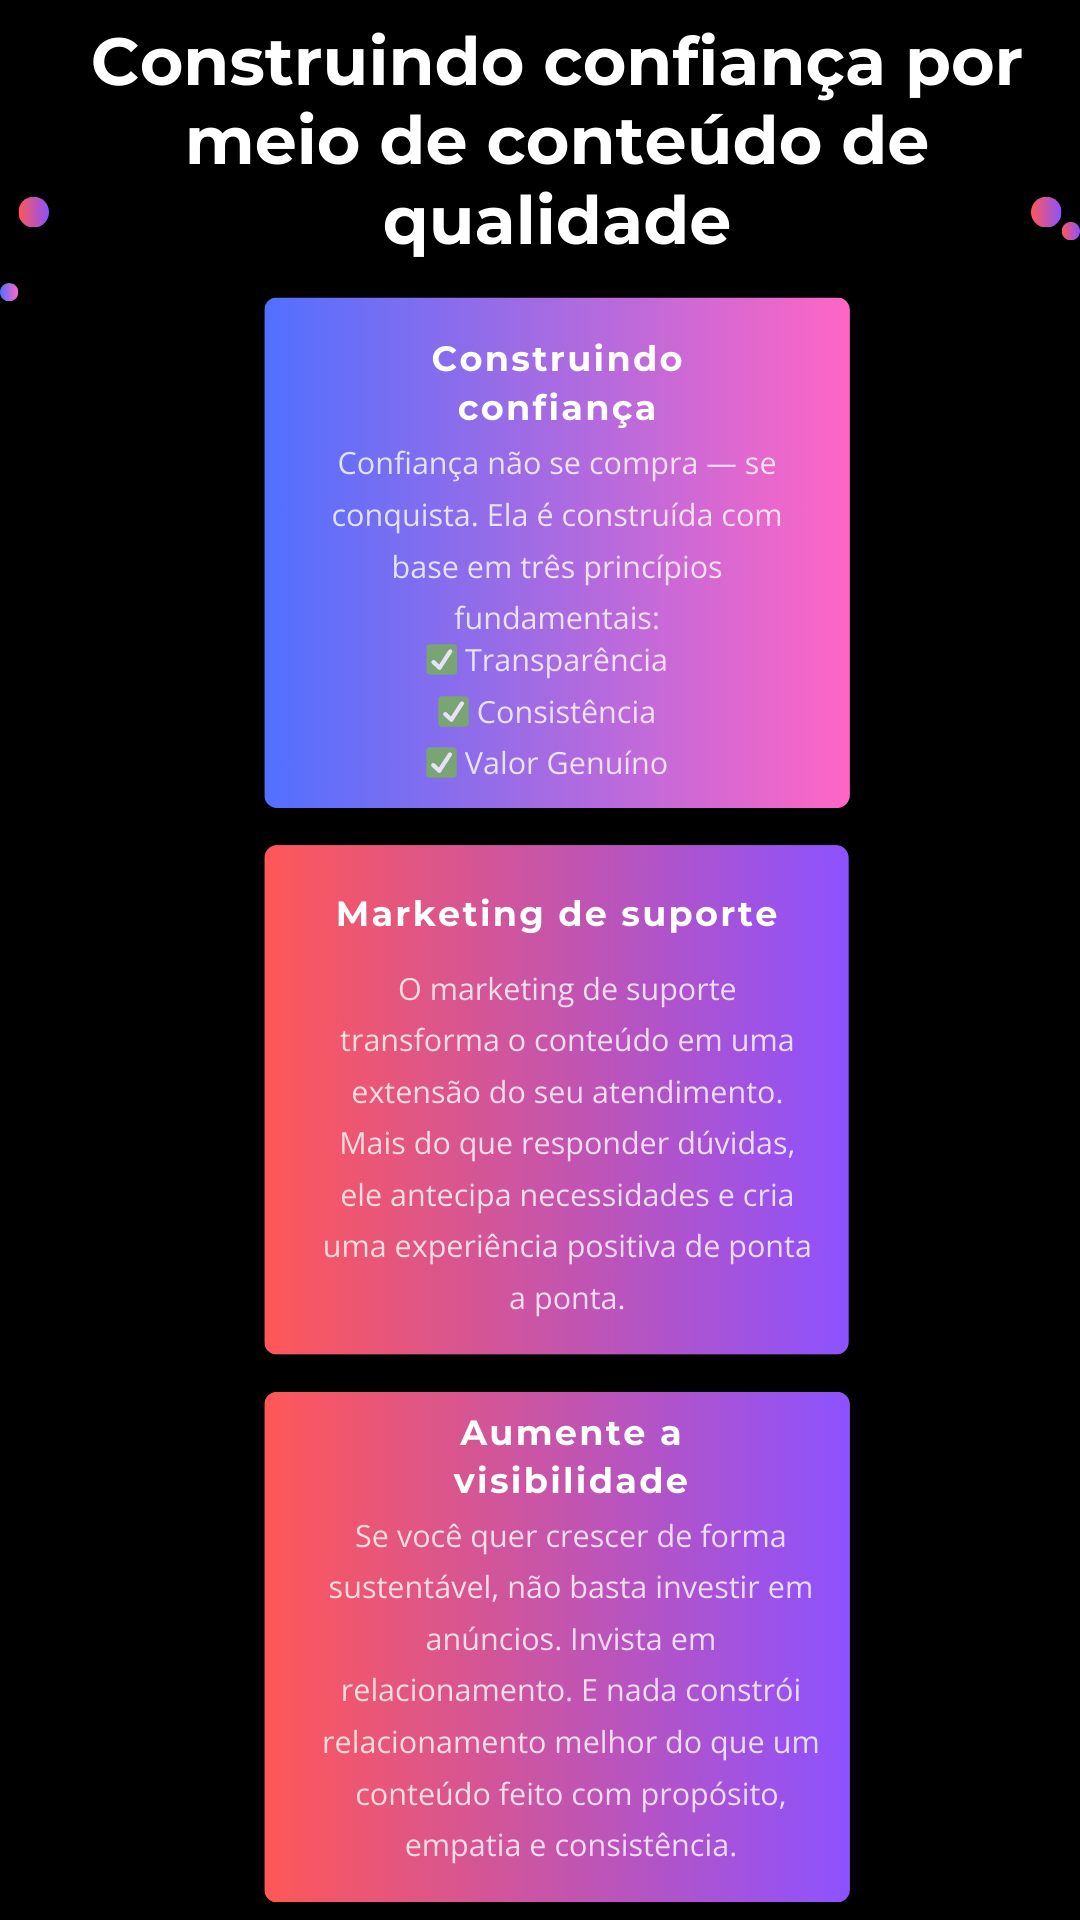 Construindo confiança por
meio de conteúdo de
qualidade
Construindo
confiança
Confiança não se compra — se
conquista. Ela é construída com
base em três princípios
fundamentais:
✅ Transparência
✅ Consistência
✅ Valor Genuíno
Marketing de suporte
O marketing de suporte
transforma o conteúdo em uma
extensão do seu atendimento.
Mais do que responder dúvidas,
ele antecipa necessidades e cria
uma experiência positiva de ponta
a ponta.
Aumente a
visibilidade
Se você quer crescer de forma
sustentável, não basta investir em
anúncios. Invista em
relacionamento. E nada constrói
relacionamento melhor do que um
conteúdo feito com propósito,
empatia e consistência.